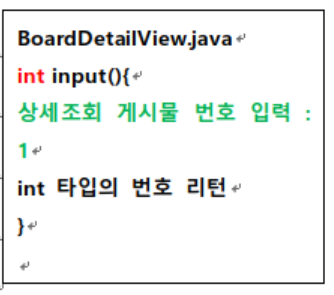 BoardDetailView.java
int input(){
상세조회 게시물 번호 입력 :
1
int 타입의 번호 리턴
}